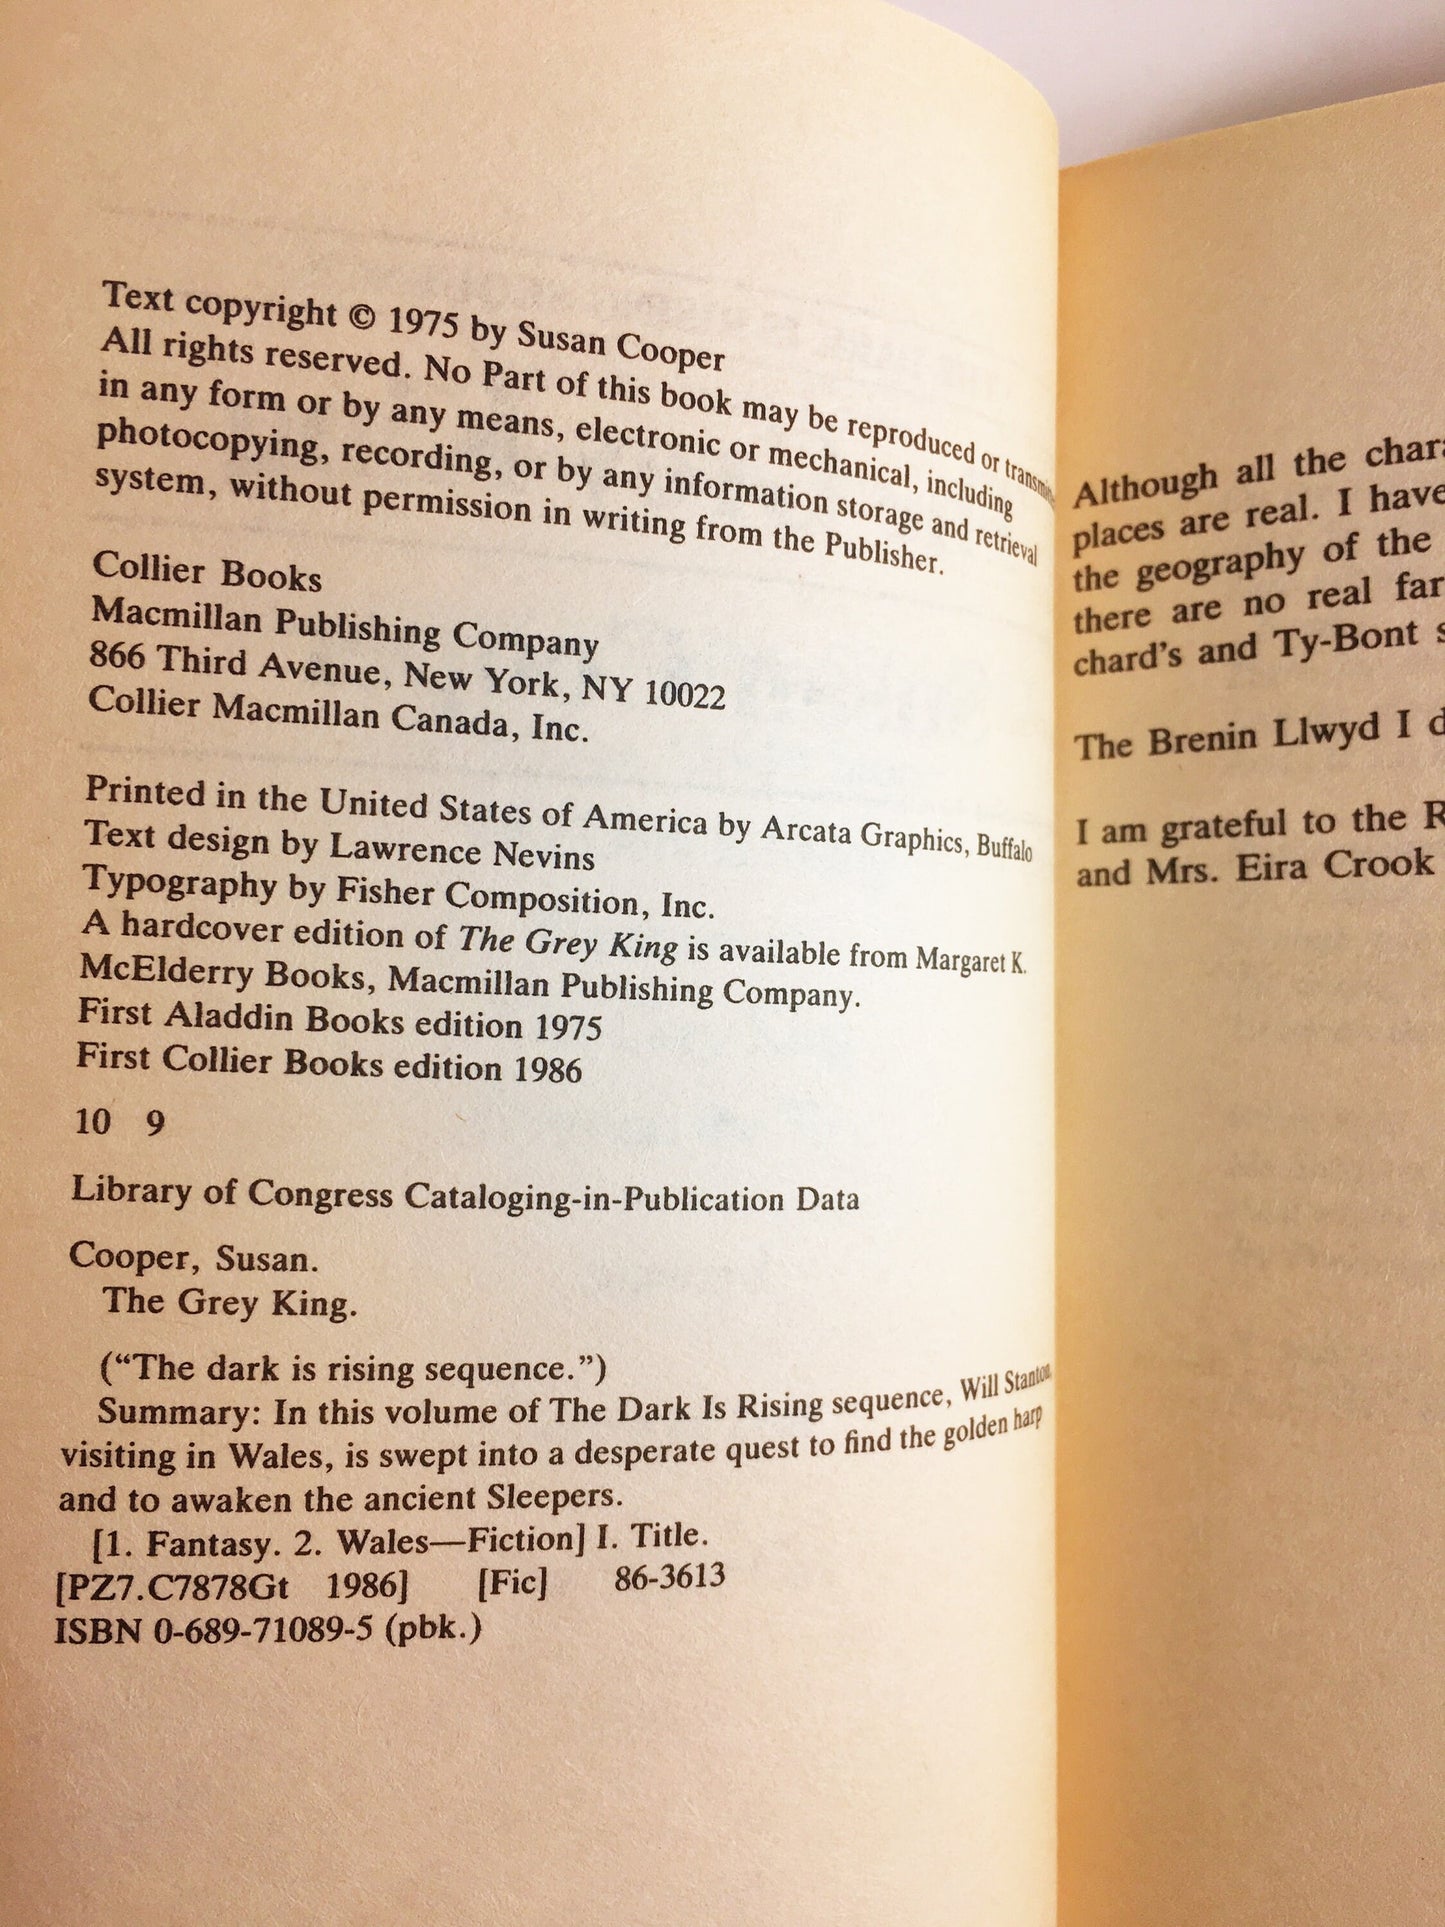 Text copyright © 1975 by Susan Cooper
All rights reserved. No Part of this book may be reproduced or
in any form or by any means, electronic or mechanical, including
photocopying, recording, or by any information storage and retrieval
system, without permission in writing from the Publisher.
Collier Books
Macmillan Publishing Company
866 Third Avenue, New York, NY 10022
Collier Macmillan Canada, Inc.
Printed in the United States of America by Arcata Graphics, Buffalo
Text design by Lawrence Nevins
Typography by Fisher Composition, Inc.
A hardcover edition of The Grey King is available from Margaret K.
McElderry Books, Macmillan Publishing Company.
First Aladdin Books edition 1975
First Collier Books edition 1986
10 9
Library of Congress Cataloging-in-Publication Data
Cooper, Susan.
The Grey King.
(“The dark is rising sequence.”)
Summary: In this volume of The Dark Is Rising sequence, Will Stanton,
visiting in Wales, is swept into a desperate quest to find the golden harp
and to awaken the ancient Sleepers.
[1. Fantasy. 2. Wales—Fiction] I. Title.
[PZ7.C7878Gt 1986] [Fic] 86-3613
ISBN 0-689-71089-5 (pbk.)
Although all the
places are real. I have
the geography of the
there are no real
chard's and Ty-Bont
The Brenin Llwyd I
I am grateful to the
and Mrs. Eira Crook